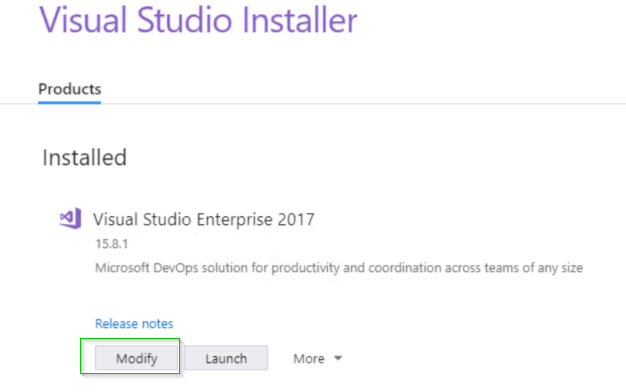 Visual Studio Installer
Products
Installed
Visual Studio Enterprise 2017
15.8.1
Microsoft DevOps solution for productivity and coordination across teams of any size
Release notes
Modify Launch More